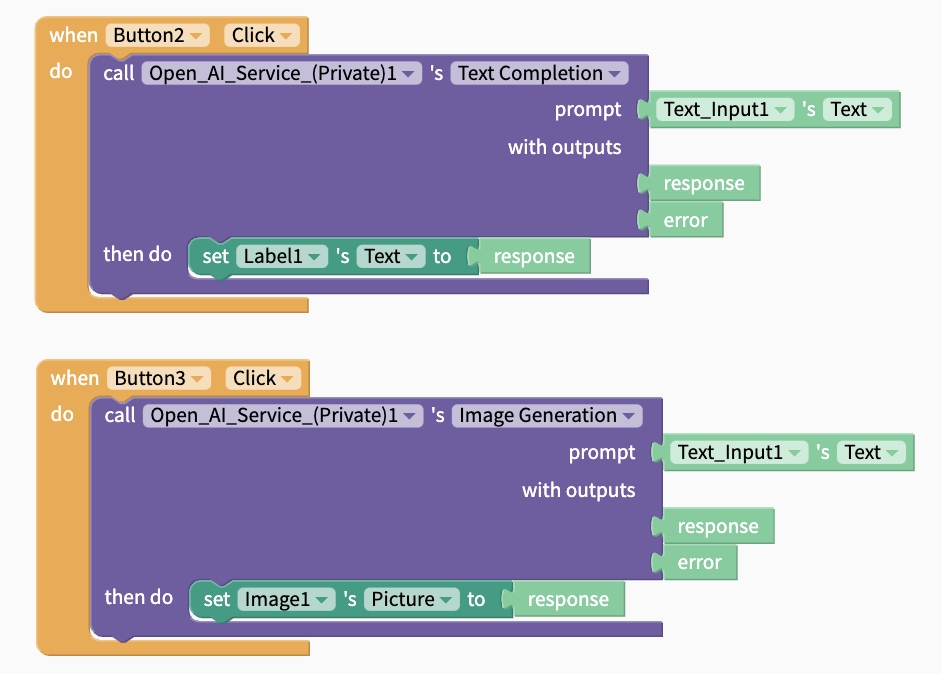 when Button2 Click
do call Open_AI_Service_(Private)1 's Text Completion
prompt Text_Input1 's Text
with outputs
response
error
then do set Label1 's Text to response
when Button3 Click
do call Open_AI_Service_(Private)1 's Image Generation
prompt Text_Input1 's Text
with outputs
response
error
then do set Image1 's Picture to response